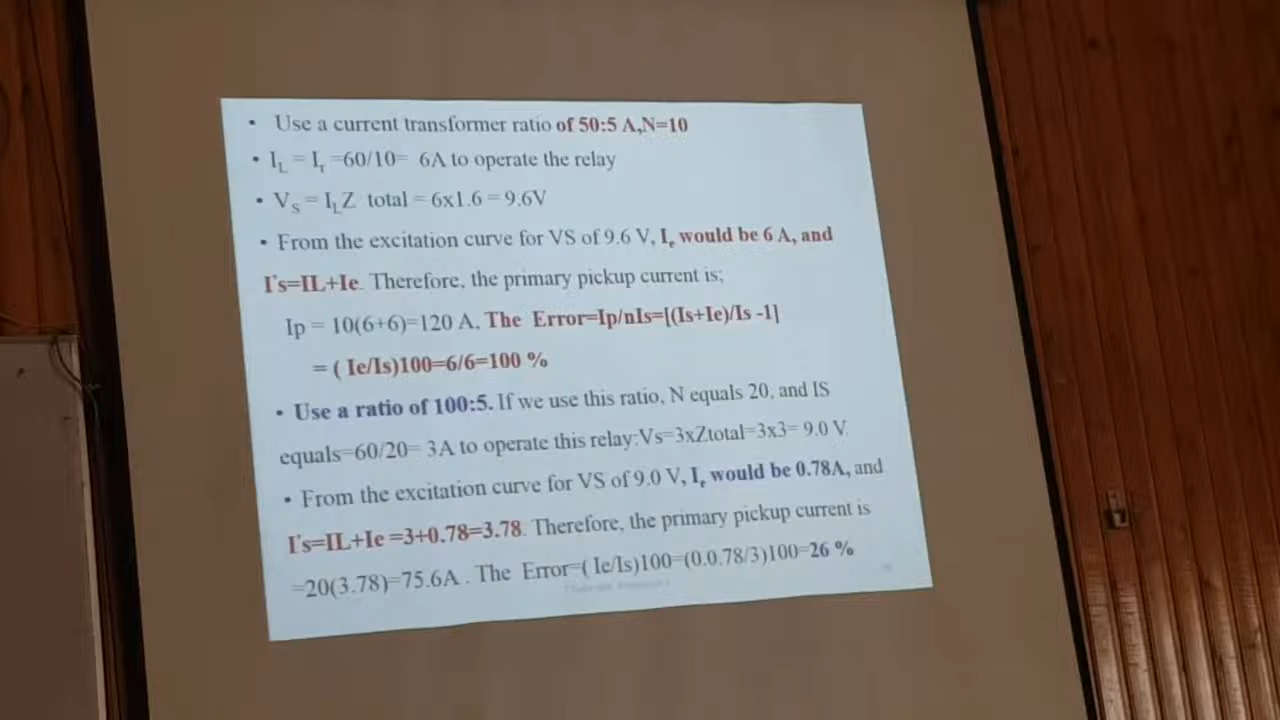 • Use a current transformer ratio of 50:5 A,N=10
• IL = Ir =60/10= 6A to operate the relay
• VS = ILZ total = 6x1.6 = 9.6V
• From the excitation curve for VS of 9.6 V, Ie would be 6 A, and
I's=IL+Ie. Therefore, the primary pickup current is;
Ip = 10(6+6)=120 A, The Error=Ip/nIs=[(Is+Ie)/Is -1]
= ( Ie/Is)100=6/6=100 %
• Use a ratio of 100:5. If we use this ratio, N equals 20, and IS
equals=60/20= 3A to operate this relay:Vs=3xZtotal=3x3= 9.0 V
• From the excitation curve for VS of 9.0 V, Ie would be 0.78A, and
I's=IL+Ie =3+0.78=3.78. Therefore, the primary pickup current is
=20(3.78)=75.6A . The Error=( Ie/Is)100=(0.0.78/3)100=26 %